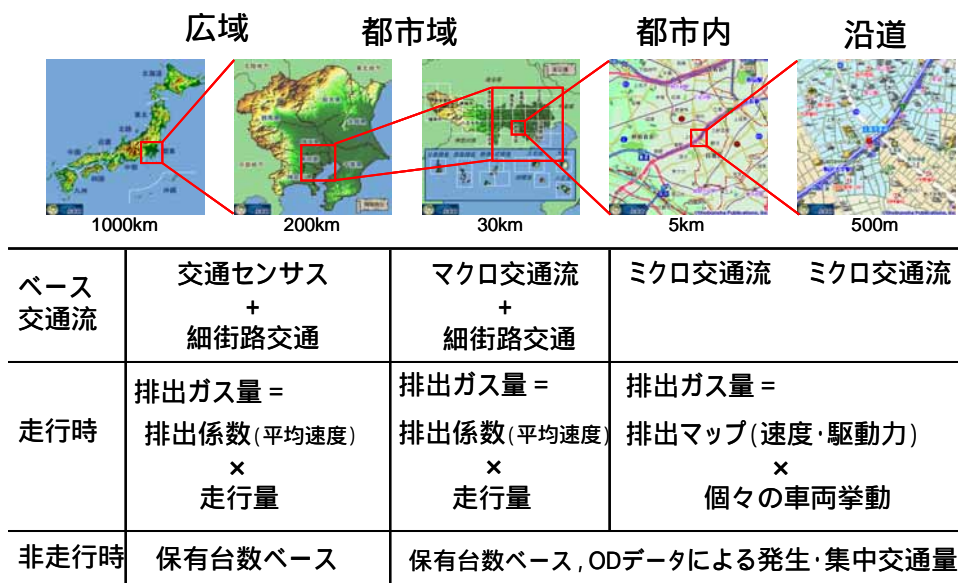 広域
都市域
都市内
沿道
1000km
200km
30km
5km
500m
ベース
交通流
交通センサス
+
細街路交通
マクロ交通流
+
細街路交通
ミクロ交通流 ミクロ交通流
走行時
排出ガス量 =
排出係数(平均速度)
×
走行量
排出ガス量 =
排出係数(平均速度)
×
走行量
排出ガス量 =
排出マップ(速度・駆動力)
×
個々の車両挙動
非走行時
保有台数ベース
保有台数ベース,ODデータによる発生・集中交通量